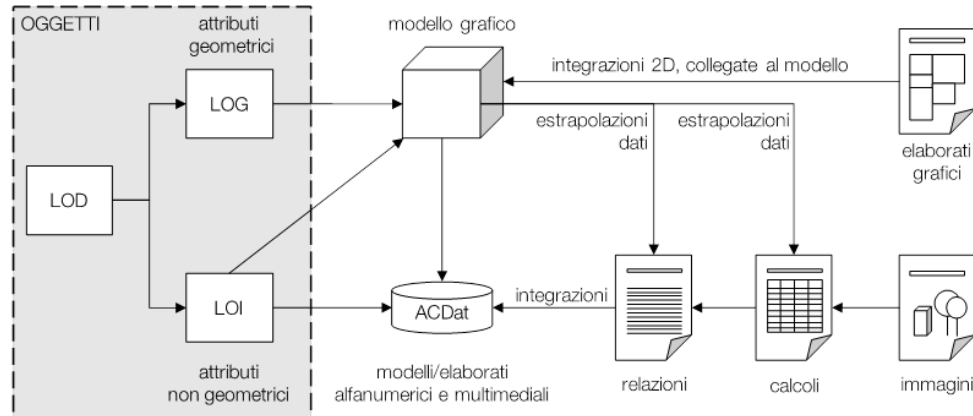 OGGETTI
attributi
geometrici
modello grafico
LOG
integrazioni 2D, collegate al modello
estrapolazioni
dati
estrapolazioni
dati
elaborati
grafici
LOD
LOI
ACDat
integrazioni
attributi
non geometrici
modelli/elaborati
alfanumerici e multimediali
relazioni
calcoli
immagini